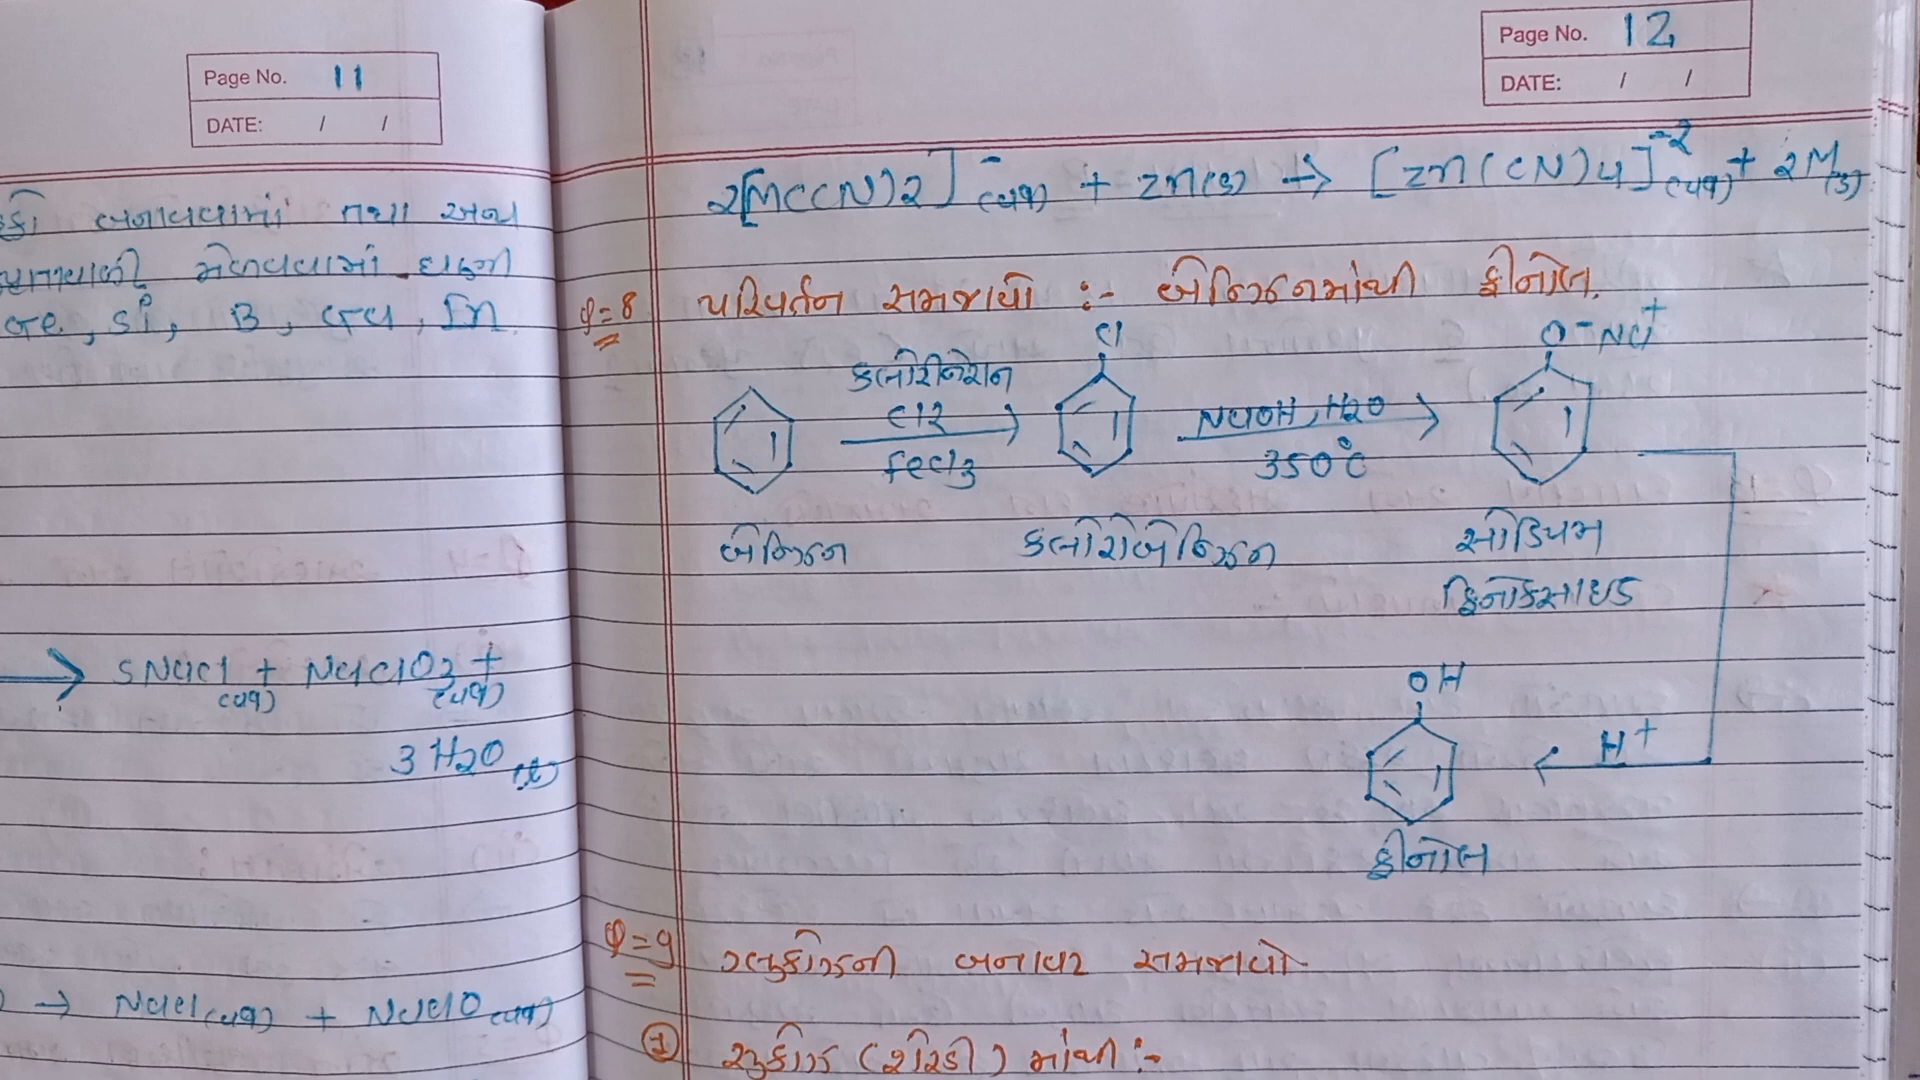 Page No. 11
DATE: / /
બનાવવામાં તથા અન્ય
મેળવવામાં
Ge, Si, B,
→ 5NaCl (aq) + NaClO3 (aq) +
3H2O (l)
→ NaCl (aq) + NaClO (aq)
Page No. 12
DATE: / /
2[M(CN)2]⁻ (aq) + Zn(s) → [Zn(CN)4]⁻² (aq) + 2M(s)
Q=8 પરિવર્તન સમજાવો :- બેન્ઝિનમાંથી ફીનોલ.
Cl
O⁻Na⁺
ક્લોરીનેશન
Cl2
FeCl3
NaOH, H2O
350°C
બેન્ઝિન
ક્લોરોબેન્ઝિન
સોડિયમ
ફિનોક્સાઇડ
OH
H+
ફીનોલ
Q=9 ગ્લુકોઝની બનાવટ સમજાવો
1 સુક્રોઝ (શેરડી) માંથી :-